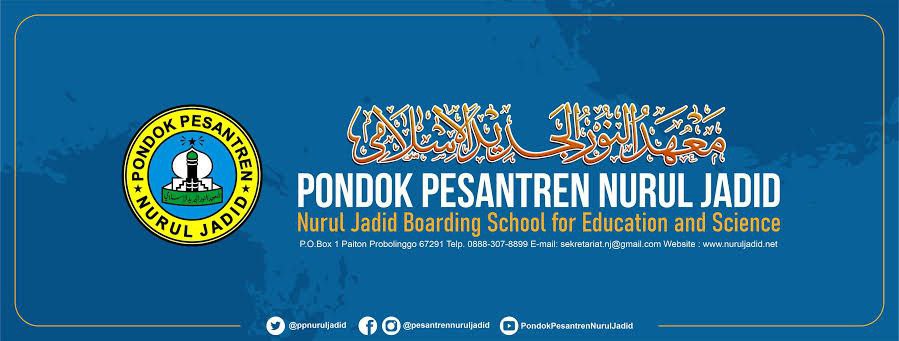 PONDOK PESANTREN
NURUL JADID
معهد النور الجديد الإسلامي
PONDOK PESANTREN NURUL JADID
Nurul Jadid Boarding School for Education and Science
P.O.Box 1 Paiton Probolinggo 67291 Telp. 0888-307-8899 E-mail: sekretariat.nj@gmail.com Website : www.nuruljadid.net
@ppnuruljadid @pesantrennuruljadid PondokPesantrenNurulJadid